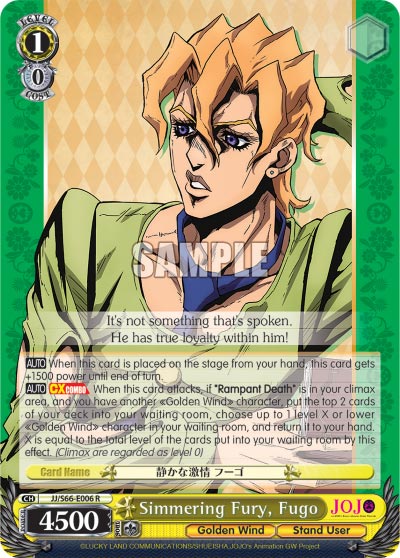 LEVEL
1
0
COST
SAMPLE
It's not something that's spoken.
He has true loyalty within him!
AUTO When this card is placed on the stage from your hand, this card gets
+1500 power until end of turn.
AUTO CXCOMBO When this card attacks, if "Rampant Death" is in your climax
area, and you have another «Golden Wind» character, put the top 2 cards
of your deck into your waiting room, choose up to 1 level X or lower
«Golden Wind» character in your waiting room, and return it to your hand.
X is equal to the total level of the cards put into your waiting room by this
effect. (Climax are regarded as level 0)
Card Name 静かな激情 フーゴ
CD JJ/S66-E006 R
POWER 4500 SOUL Simmering Fury, Fugo JOJO
Golden Wind Stand User
©LUCKY LAND COMMUNICATIONS/SHUEISHA,JOJO's Animation GW Project